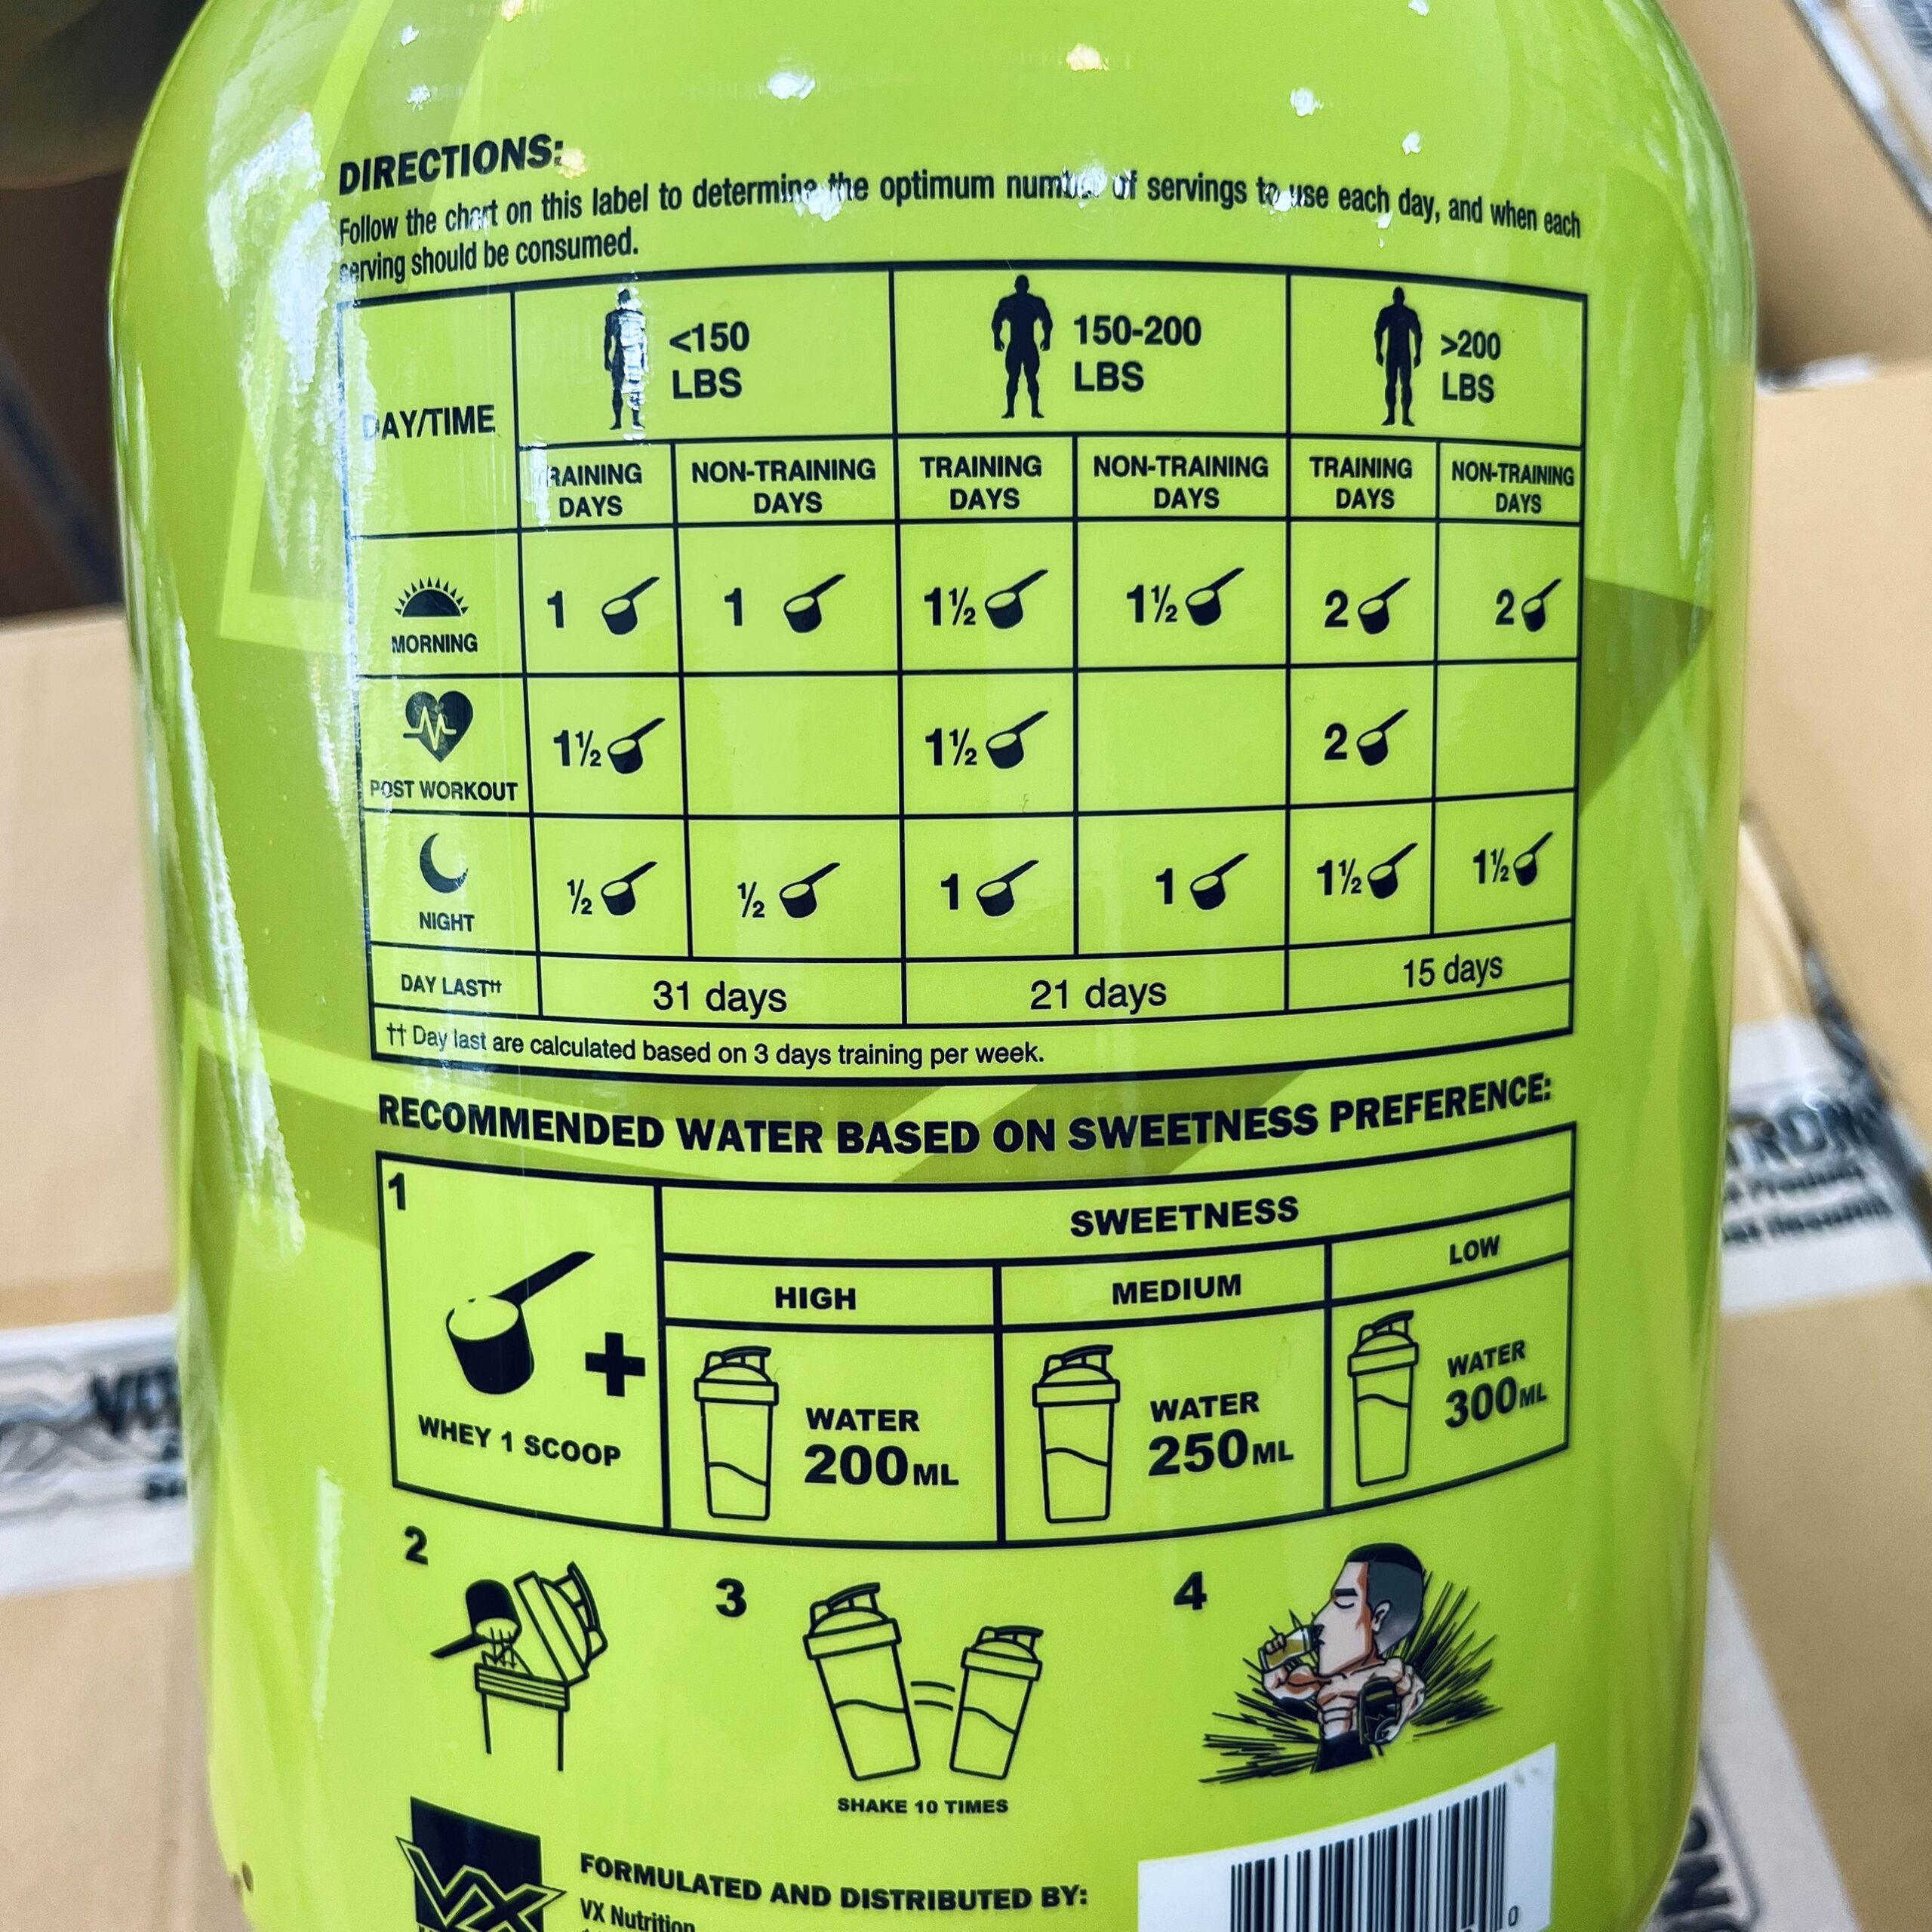 DIRECTIONS:
Follow the chart on this label to determine the optimum number of servings to use each day, and when each
serving should be consumed.
DAY/TIME
<150
LBS
150-200
LBS
>200
LBS
TRAINING
DAYS
NON-TRAINING
DAYS
TRAINING
DAYS
NON-TRAINING
DAYS
TRAINING
DAYS
NON-TRAINING
DAYS
MORNING
1 1 1½ 1½ 2 2
POST WORKOUT
1½ 1½ 2
NIGHT
½ ½ 1 1 1½ 1½
DAY LAST††
31 days 21 days 15 days
†† Day last are calculated based on 3 days training per week.
RECOMMENDED WATER BASED ON SWEETNESS PREFERENCE:
1
WHEY 1 SCOOP
+
SWEETNESS
HIGH
MEDIUM
LOW
WATER
200ML
WATER
250ML
WATER
300ML
2
3
SHAKE 10 TIMES
4
VX
FORMULATED AND DISTRIBUTED BY:
VX Nutrition
0